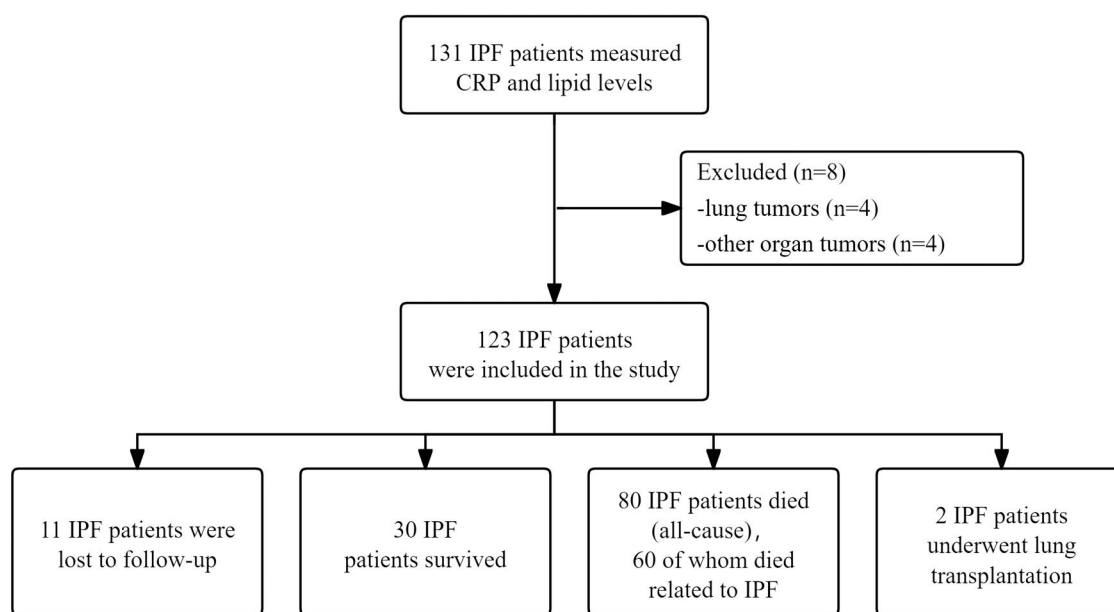 131 IPF patients measured
CRP and lipid levels
Excluded (n=8)
-lung tumors (n=4)
-other organ tumors (n=4)
123 IPF patients
were included in the study
11 IPF patients were
lost to follow-up
30 IPF
patients survived
80 IPF patients died
(all-cause),
60 of whom died
related to IPF
2 IPF patients
underwent lung
transplantation